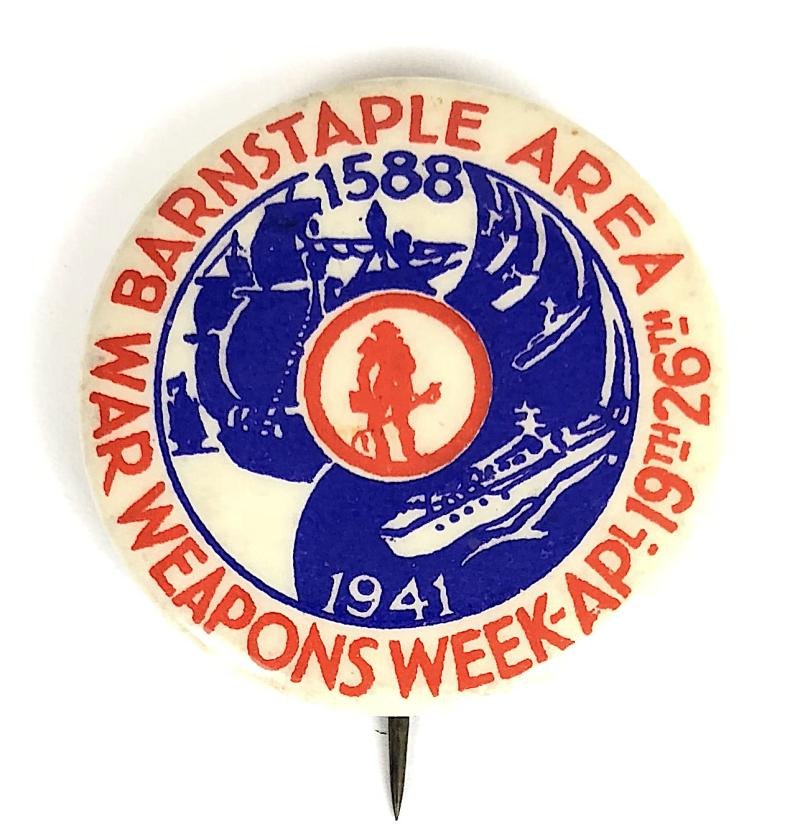 BARNSTAPLE AREA
WAR WEAPONS WEEK-APL. 19TH 26TH
1588
1941